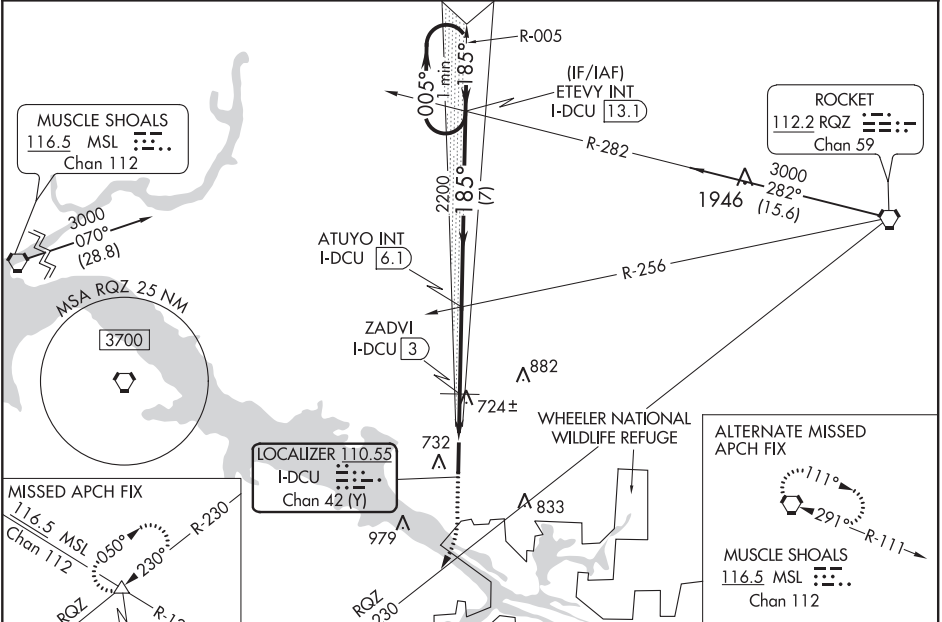 R-005
(IF/IAF)
ETEVY INT
I-DCU 13.1
005°
1 min
185°
MUSCLE SHOALS
116.5 MSL
Chan 112
ROCKET
112.2 RQZ
Chan 59
R-282
3000
282°
(15.6)
1946
2200
185°
(7)
3000
070°
(28.8)
ATUYO INT
I-DCU 6.1
R-256
MSA RQZ 25 NM
3700
ZADVI
I-DCU 3
882
724±
WHEELER NATIONAL
WILDLIFE REFUGE
732
LOCALIZER 110.55
I-DCU
Chan 42 (Y)
833
979
MISSED APCH FIX
116.5 MSL
Chan 112
050°
230°
R-230
RQZ
RQZ
ALTERNATE MISSED
APCH FIX
111°
291°
R-111
MUSCLE SHOALS
116.5 MSL
Chan 112